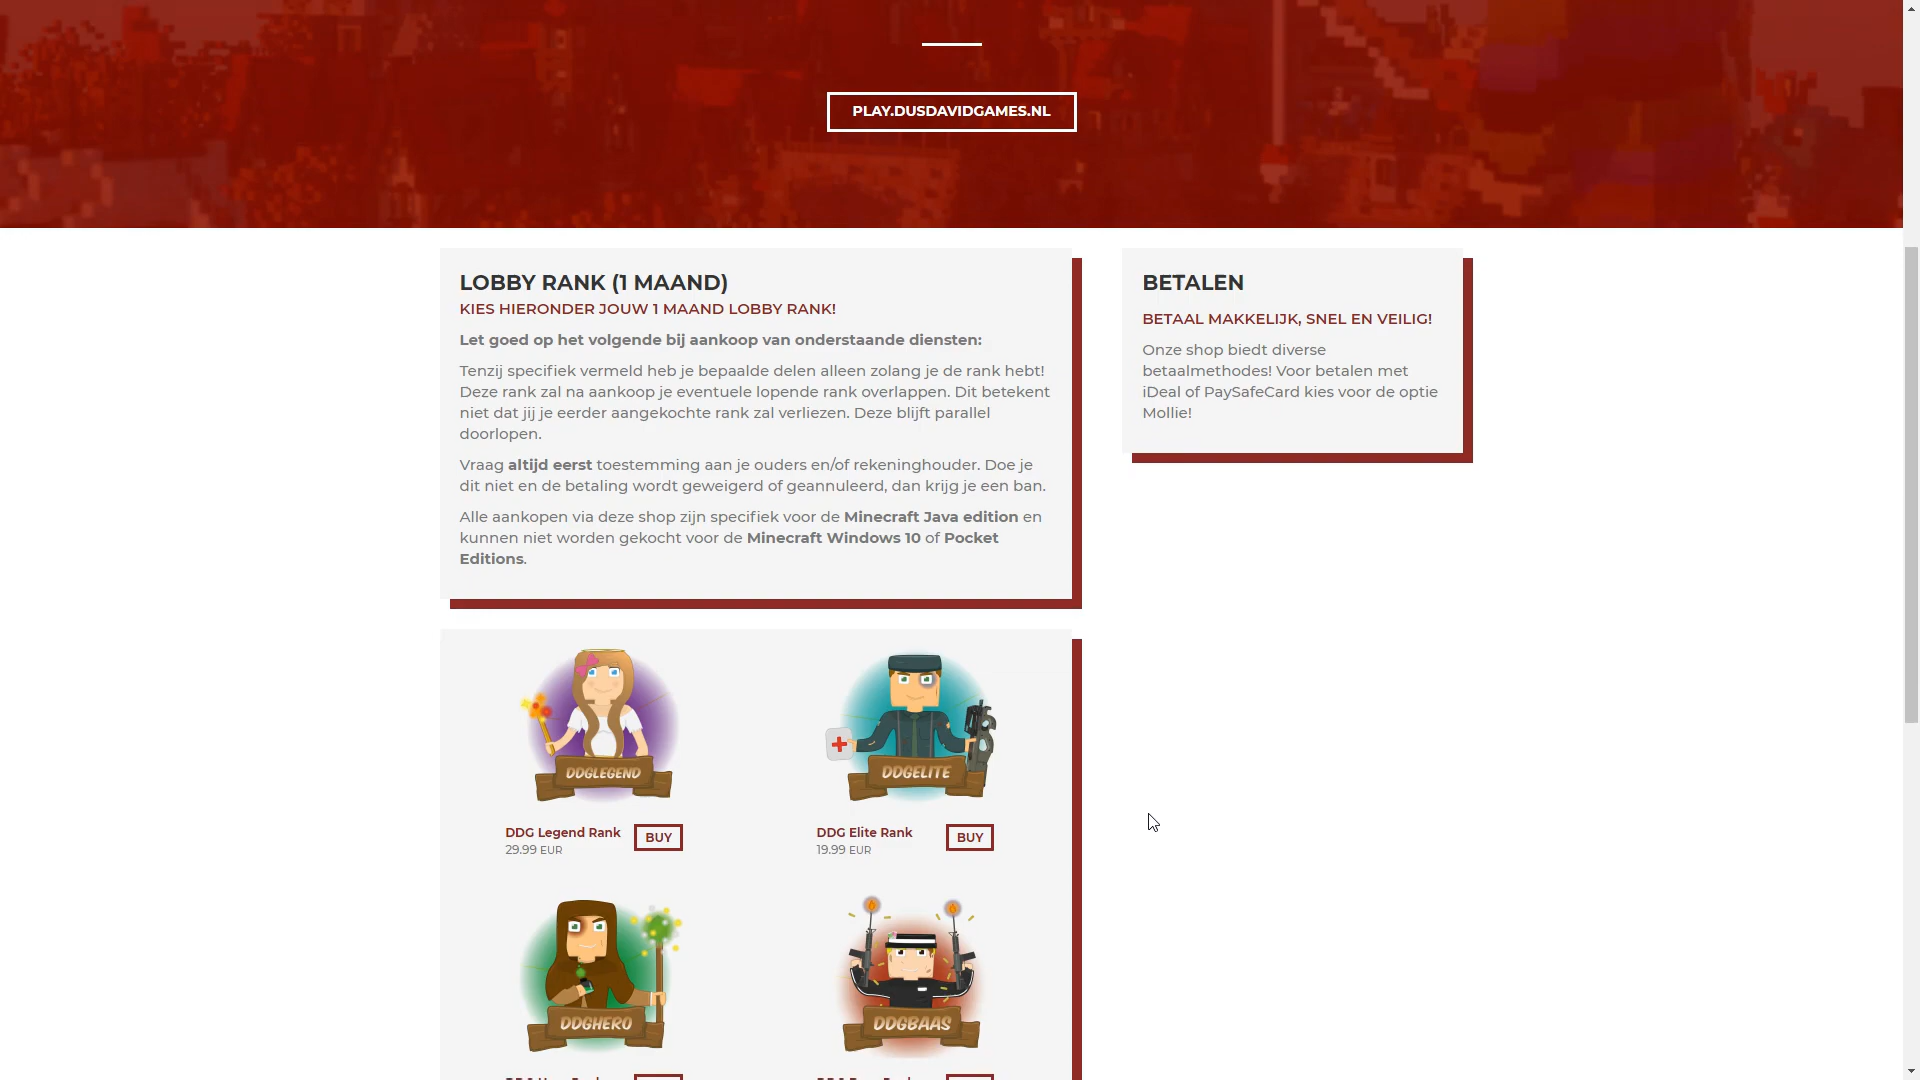 PLAY.DUSDAVIDGAMES.NL
LOBBY RANK (1 MAAND)
KIES HIERONDER JOUW 1 MAAND LOBBY RANK!
Let goed op het volgende bij aankoop van onderstaande diensten:
Tenzij specifiek vermeld heb je bepaalde delen alleen zolang je de rank hebt!
Deze rank zal na aankoop je eventuele lopende rank overlappen. Dit betekent
niet dat jij je eerder aangekochte rank zal verliezen. Deze blijft parallel
doorlopen.
Vraag altijd eerst toestemming aan je ouders en/of rekeninghouder. Doe je
dit niet en de betaling wordt geweigerd of geannuleerd, dan krijg je een ban.
Alle aankopen via deze shop zijn specifiek voor de Minecraft Java edition en
kunnen niet worden gekocht voor de Minecraft Windows 10 of Pocket
Editions.
BETALEN
BETAAL MAKKELIJK, SNEL EN VEILIG!
Onze shop biedt diverse
betaalmethodes! Voor betalen met
iDeal of PaySafeCard kies voor de optie
Mollie!
DDGLEGEND
DDGELITE
DDG Legend Rank
29.99 EUR
BUY
DDG Elite Rank
19.99 EUR
BUY
DDGHERO
DDGBAAS